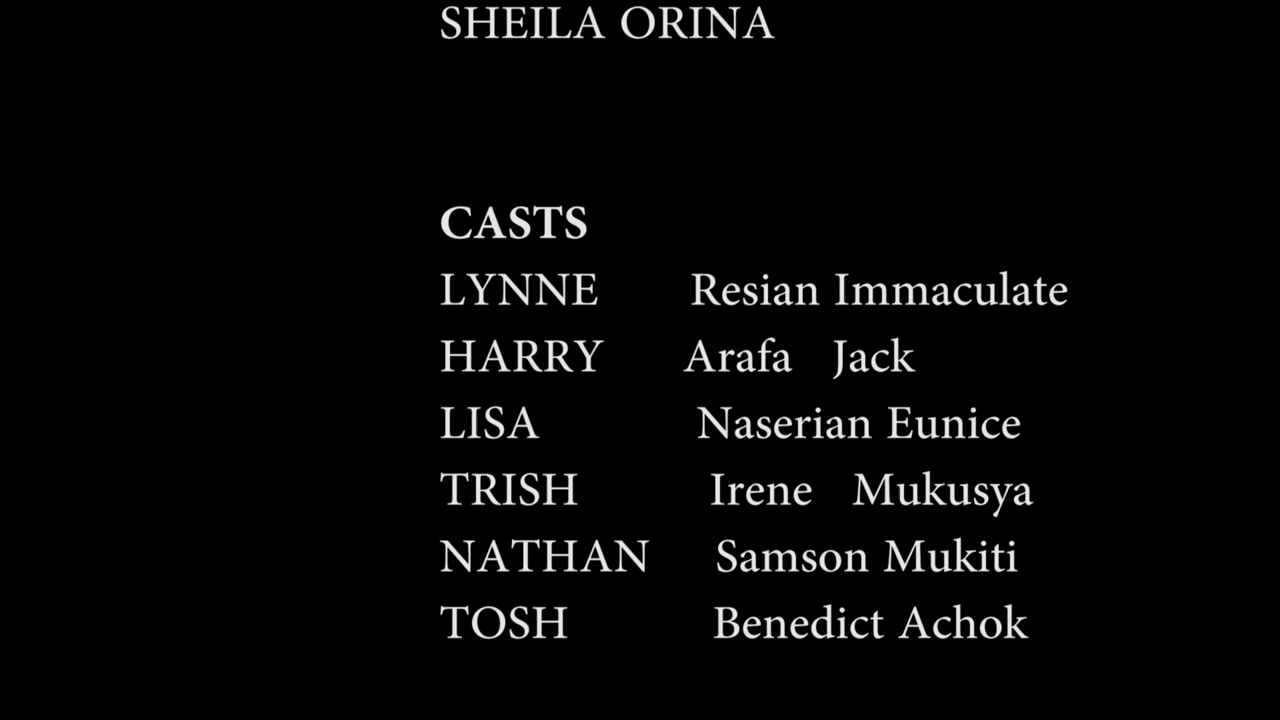 SHEILA ORINA
CASTS
LYNNE Resian Immaculate
HARRY Arafa Jack
LISA Naserian Eunice
TRISH Irene Mukusya
NATHAN Samson Mukiti
TOSH Benedict Achok